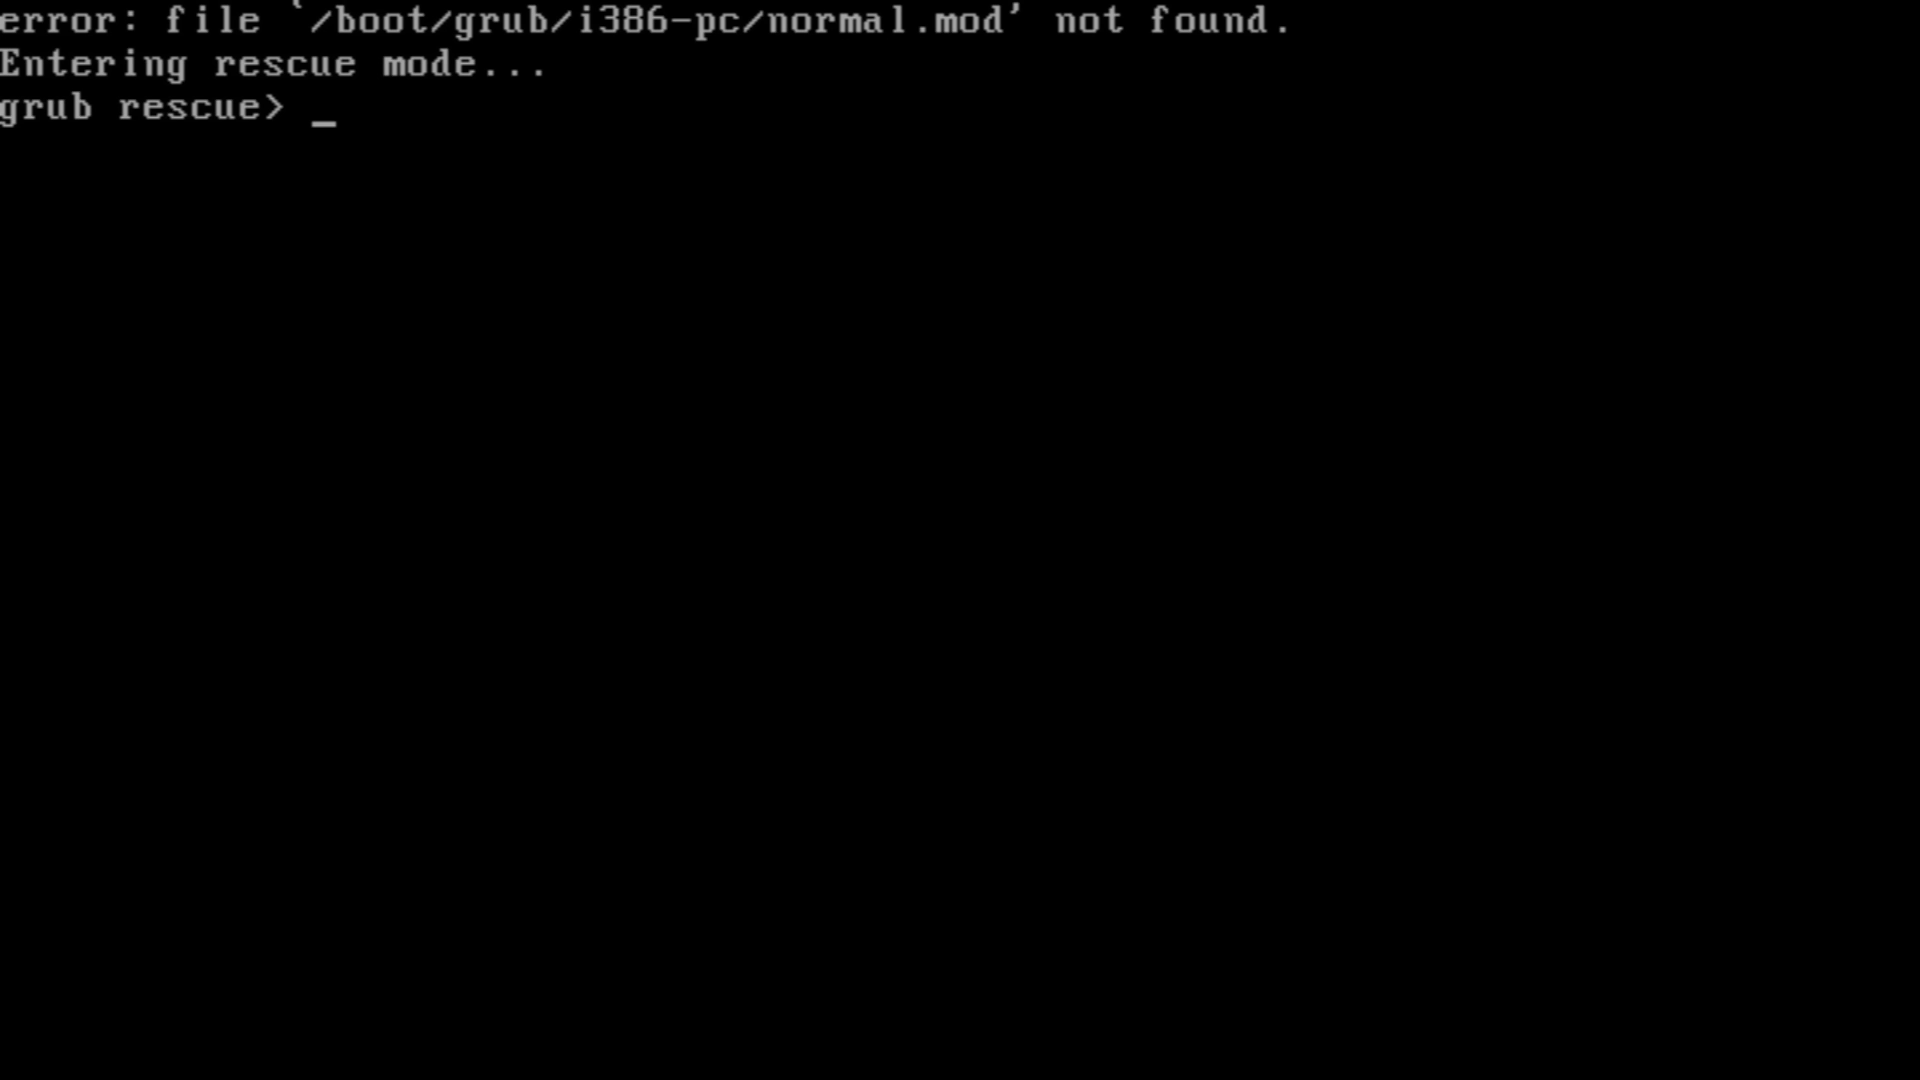 error: file `/boot/grub/i386-pc/normal.mod' not found.
Entering rescue mode...
grub rescue> _